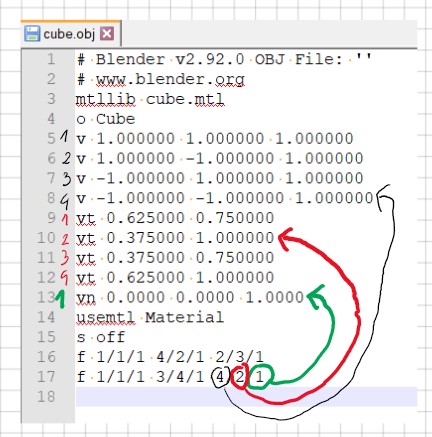 cube.obj
1 # Blender v2.92.0 OBJ File: ''
2 # www.blender.org
3 mtllib cube.mtl
4 o Cube
5 1 v 1.000000 1.000000 1.000000
6 2 v 1.000000 -1.000000 1.000000
7 3 v -1.000000 1.000000 1.000000
8 4 v -1.000000 -1.000000 1.000000
9 1 vt 0.625000 0.750000
10 2 vt 0.375000 1.000000
11 3 vt 0.375000 0.750000
12 4 vt 0.625000 1.000000
13 1 vn 0.0000 0.0000 1.0000
14 usemtl Material
15 s off
16 f 1/1/1 4/2/1 2/3/1
17 f 1/1/1 3/4/1 4 2 1
18